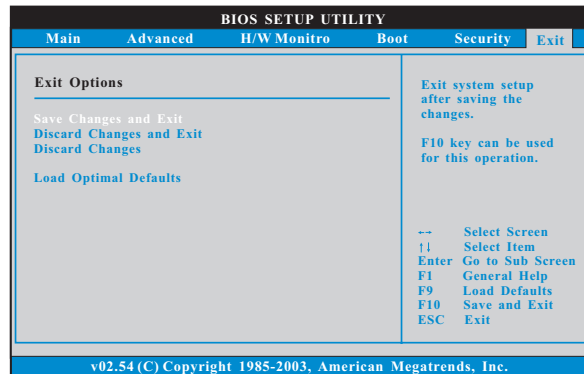 BIOS SETUP UTILITY
Main Advanced H/W Monitro Boot Security Exit
Exit Options
Save Changes and Exit
Discard Changes and Exit
Discard Changes
Load Optimal Defaults
Exit system setup
after saving the
changes.
F10 key can be used
for this operation.
←→ Select Screen
↑↓ Select Item
Enter Go to Sub Screen
F1 General Help
F9 Load Defaults
F10 Save and Exit
ESC Exit
v02.54 (C) Copyright 1985-2003, American Megatrends, Inc.